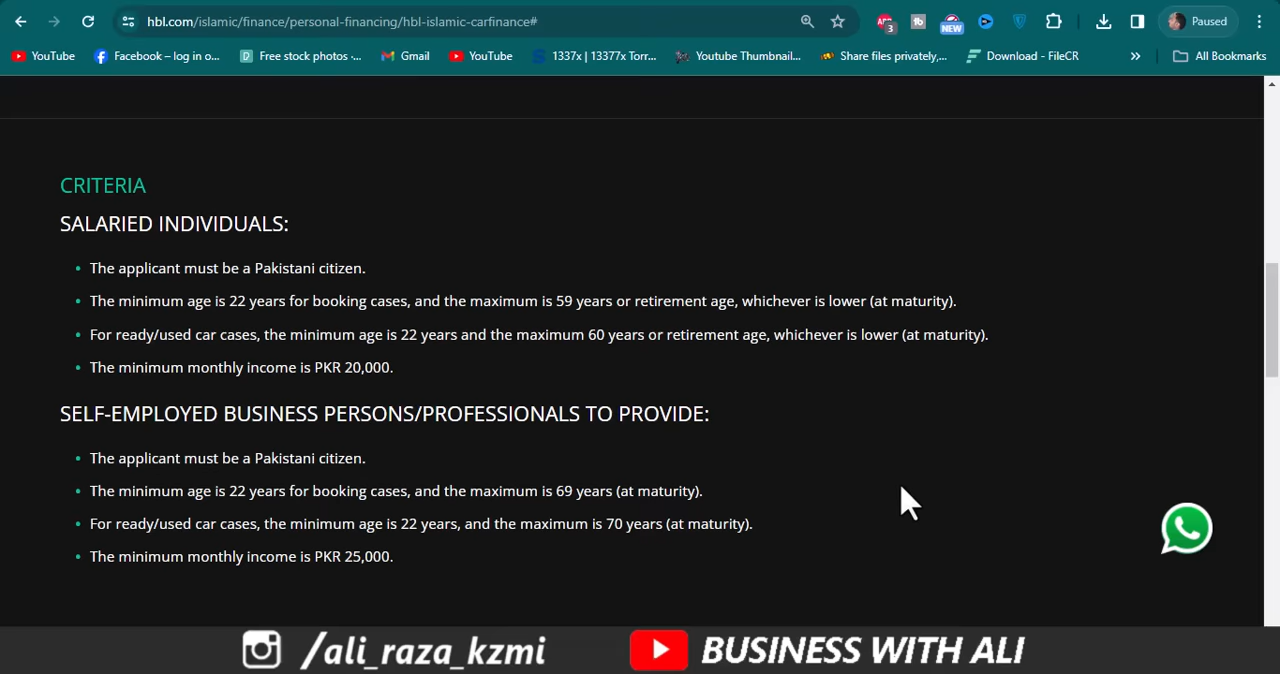 hbl.com/islamic/finance/personal-financing/hbl-islamic-carfinance#
3
NEW
Paused
YouTube
Facebook – log in o...
Free stock photos ·...
Gmail
YouTube
1337x | 13377x Torr...
Youtube Thumbnail...
Share files privately,...
Download - FileCR
»
All Bookmarks
CRITERIA
SALARIED INDIVIDUALS:
• The applicant must be a Pakistani citizen.
• The minimum age is 22 years for booking cases, and the maximum is 59 years or retirement age, whichever is lower (at maturity).
• For ready/used car cases, the minimum age is 22 years and the maximum 60 years or retirement age, whichever is lower (at maturity).
• The minimum monthly income is PKR 20,000.
SELF-EMPLOYED BUSINESS PERSONS/PROFESSIONALS TO PROVIDE:
• The applicant must be a Pakistani citizen.
• The minimum age is 22 years for booking cases, and the maximum is 69 years (at maturity).
• For ready/used car cases, the minimum age is 22 years, and the maximum is 70 years (at maturity).
• The minimum monthly income is PKR 25,000.
/ali_raza_kzmi
BUSINESS WITH ALI